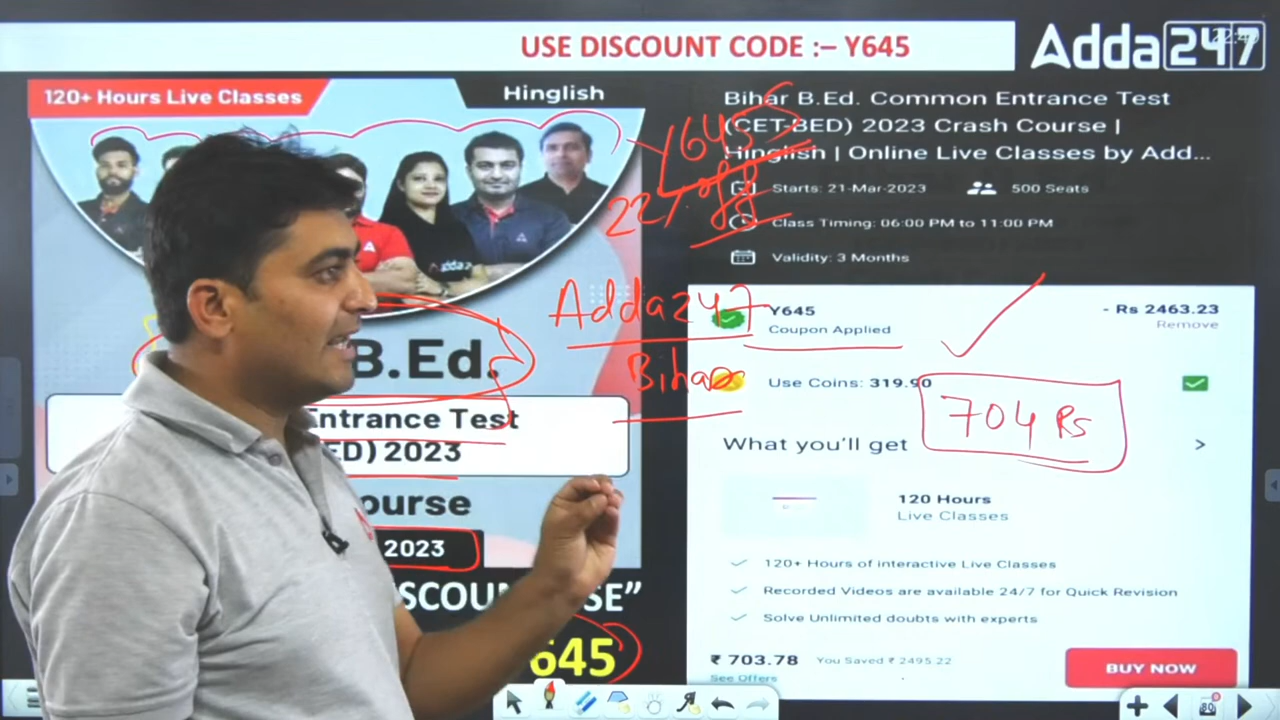 USE DISCOUNT CODE :– Y645
Adda247
120+ Hours Live Classes
Hinglish
Bihar B.Ed. Common Entrance Test
(CET-BED) 2023 Crash Course |
Hinglish | Online Live Classes by Add...
Starts: 21-Mar-2023
500 Seats
Class Timing: 06:00 PM to 11:00 PM
Validity: 3 Months
Y645
Adda247
Bihar
Y645
Coupon Applied
- Rs 2463.23
Remove
Use Coins: 319.90
704 Rs
What you'll get
120 Hours
Live Classes
120+ Hours of interactive Live Classes
Recorded Videos are available 24/7 for Quick Revision
Solve Unlimited doubts with experts
₹ 703.78
You Saved ₹ 2495.22
See Offers
BUY NOW
B.Ed.
Entrance Test
ED) 2023
ourse
2023
645